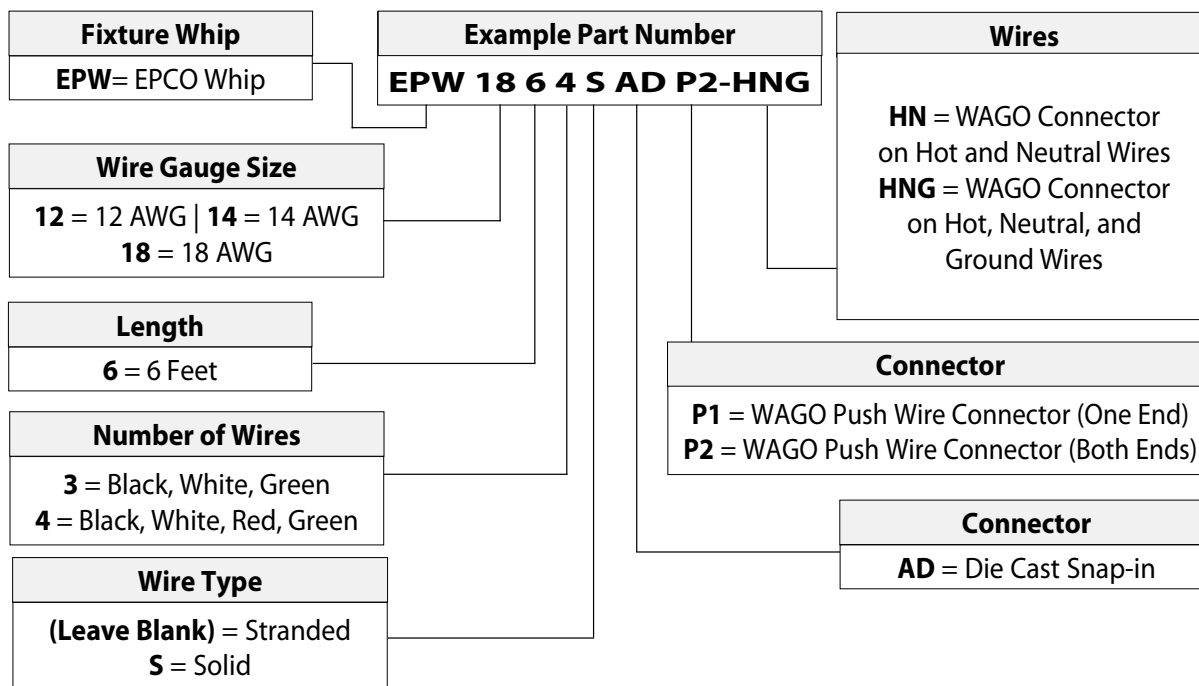 Fixture Whip
EPW= EPCO Whip
Example Part Number
EPW 18 6 4 S AD P2-HNG
Wires
HN = WAGO Connector
on Hot and Neutral Wires
HNG = WAGO Connector
on Hot, Neutral, and
Ground Wires
Wire Gauge Size
12 = 12 AWG | 14 = 14 AWG
18 = 18 AWG
Length
6 = 6 Feet
Connector
P1 = WAGO Push Wire Connector (One End)
P2 = WAGO Push Wire Connector (Both Ends)
Number of Wires
3 = Black, White, Green
4 = Black, White, Red, Green
Connector
AD = Die Cast Snap-in
Wire Type
(Leave Blank) = Stranded
S = Solid